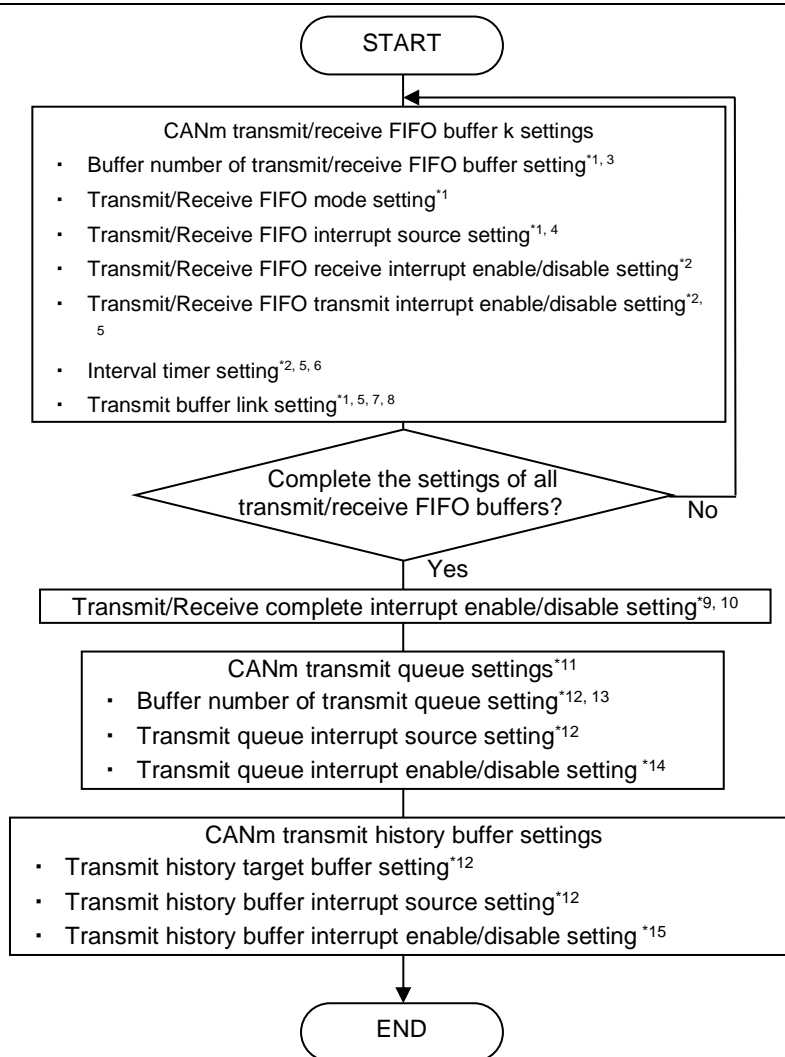 START
CANm transmit/receive FIFO buffer k settings
・ Buffer number of transmit/receive FIFO buffer setting*1, 3
・ Transmit/Receive FIFO mode setting*1
・ Transmit/Receive FIFO interrupt source setting*1, 4
・ Transmit/Receive FIFO receive interrupt enable/disable setting*2
・ Transmit/Receive FIFO transmit interrupt enable/disable setting*2,
5
・ Interval timer setting*2, 5, 6
・ Transmit buffer link setting*1, 5, 7, 8
Complete the settings of all
transmit/receive FIFO buffers?
No
Yes
Transmit/Receive complete interrupt enable/disable setting*9, 10
CANm transmit queue settings*11
・ Buffer number of transmit queue setting*12, 13
・ Transmit queue interrupt source setting*12
・ Transmit queue interrupt enable/disable setting *14
CANm transmit history buffer settings
・ Transmit history target buffer setting*12
・ Transmit history buffer interrupt source setting*12
・ Transmit history buffer interrupt enable/disable setting *15
END